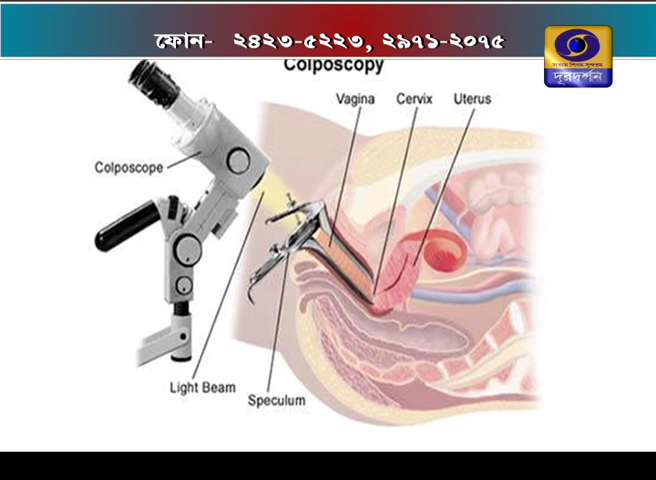 ফোন- ২৪২৩-৫২২৩, ২৯৭১-২০৭৫
দূরদর্শন
Colposcopy
Vagina Cervix Uterus
Colposcope
Light Beam
Speculum